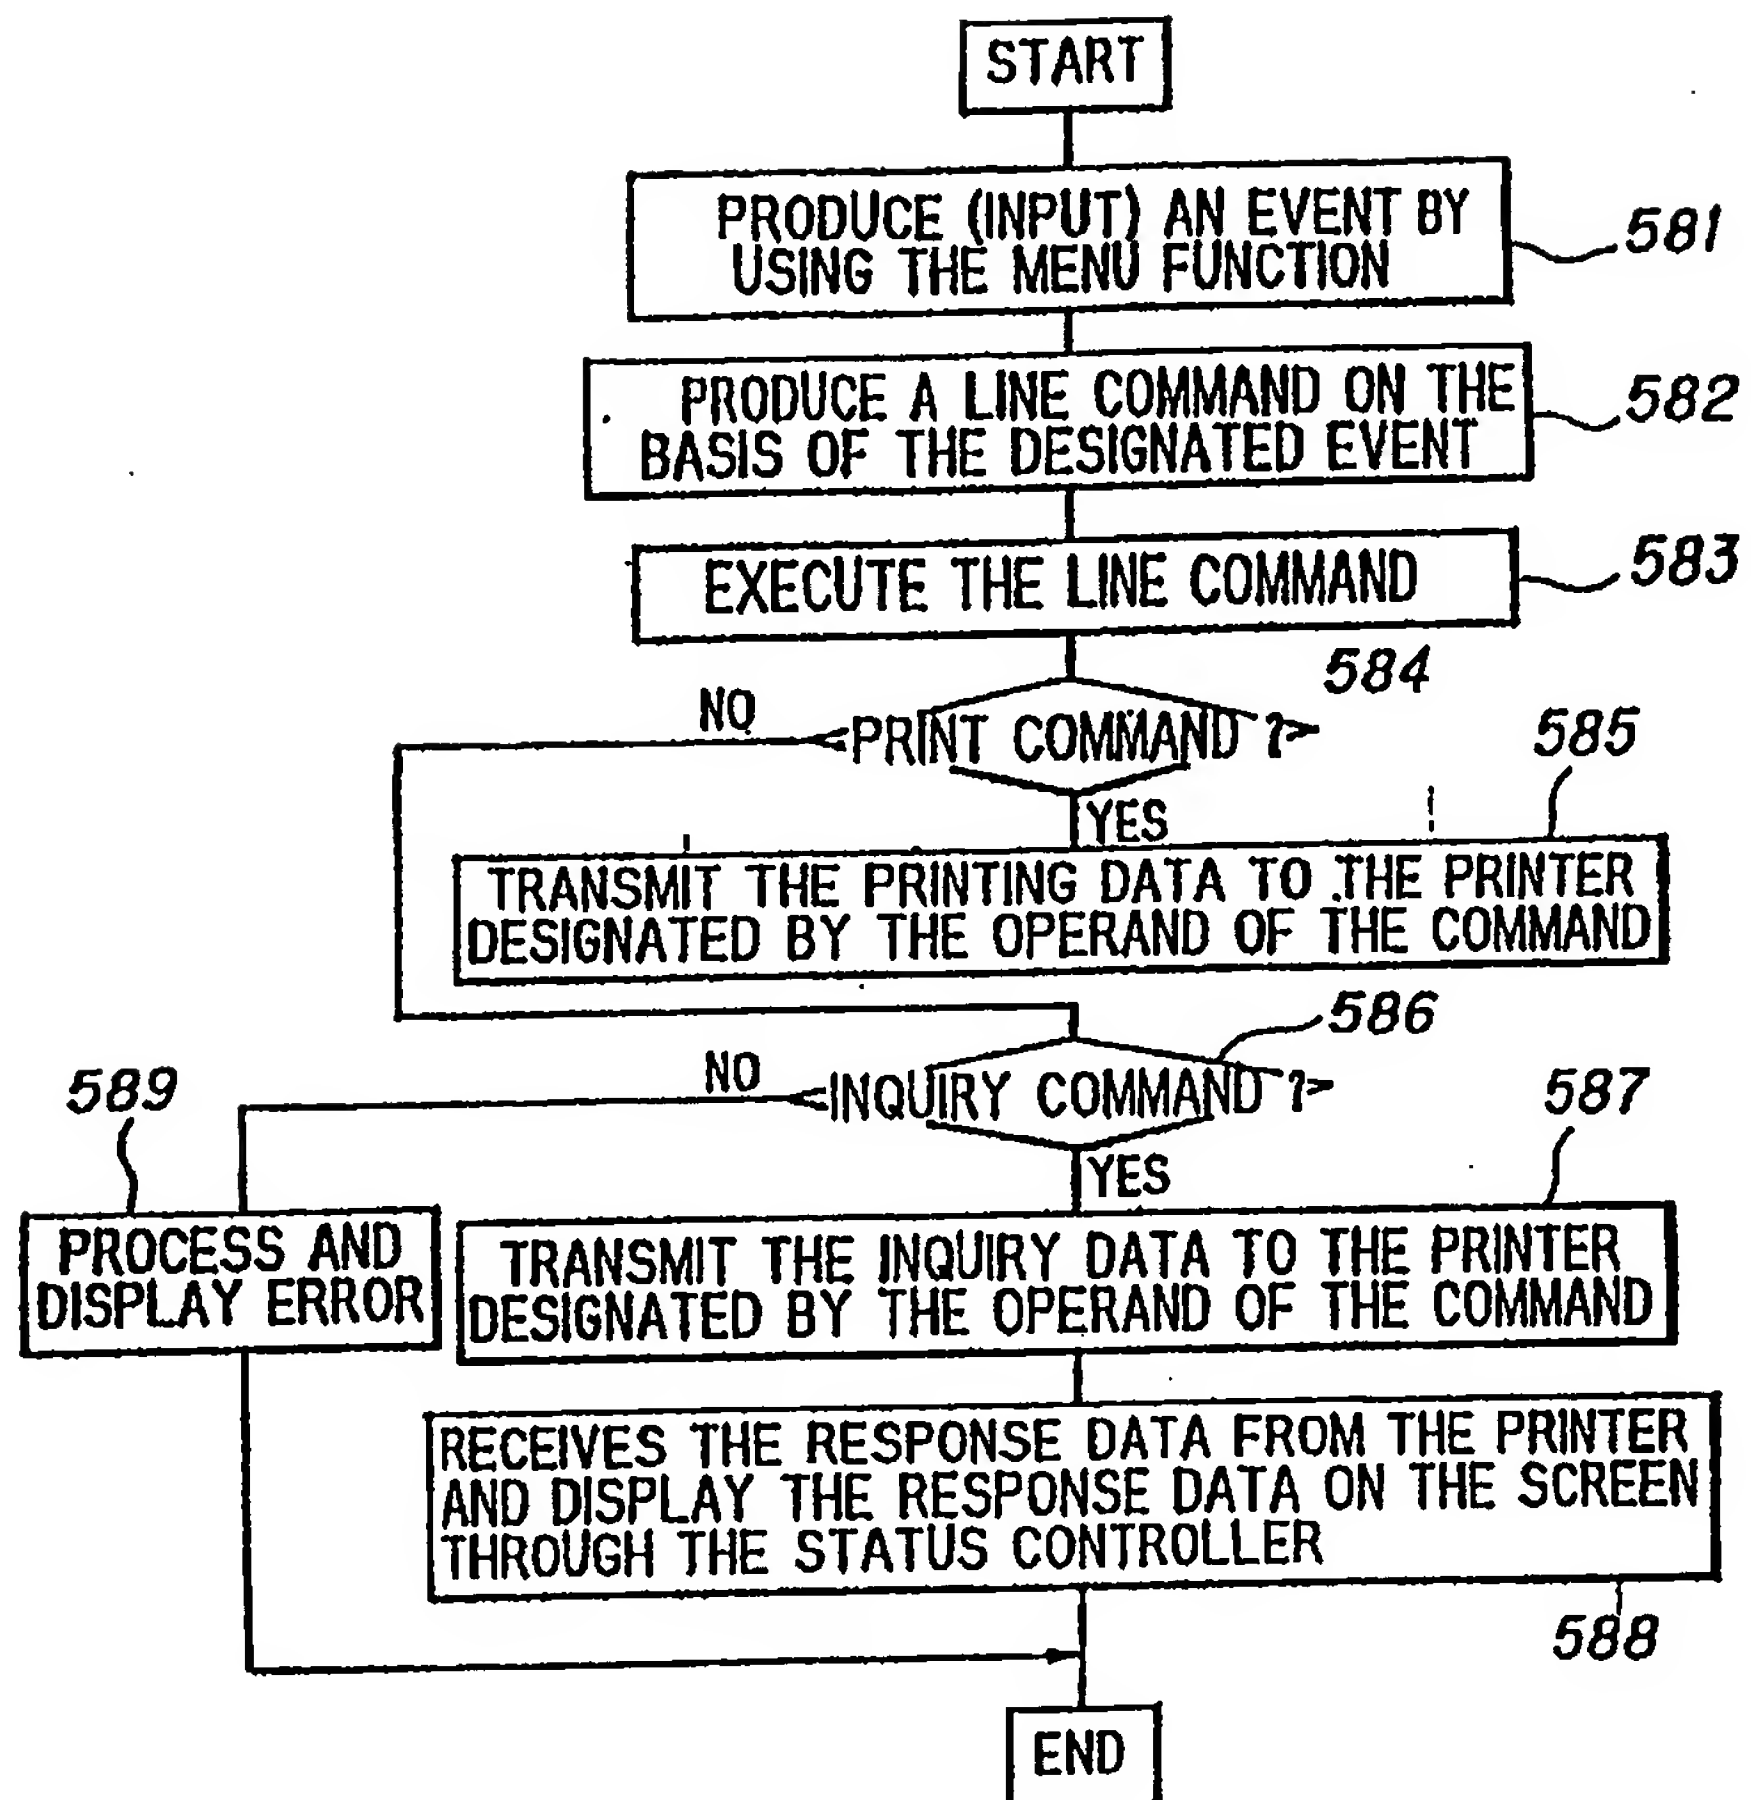 START
PRODUCE (INPUT) AN EVENT BY
USING THE MENU FUNCTION
581
PRODUCE A LINE COMMAND ON THE
BASIS OF THE DESIGNATED EVENT
582
EXECUTE THE LINE COMMAND
583
584
NO
PRINT COMMAND ?
585
YES
TRANSMIT THE PRINTING DATA TO THE PRINTER
DESIGNATED BY THE OPERAND OF THE COMMAND
586
NO
INQUIRY COMMAND ?
589
587
YES
PROCESS AND
DISPLAY ERROR
TRANSMIT THE INQUIRY DATA TO THE PRINTER
DESIGNATED BY THE OPERAND OF THE COMMAND
RECEIVES THE RESPONSE DATA FROM THE PRINTER
AND DISPLAY THE RESPONSE DATA ON THE SCREEN
THROUGH THE STATUS CONTROLLER
588
END